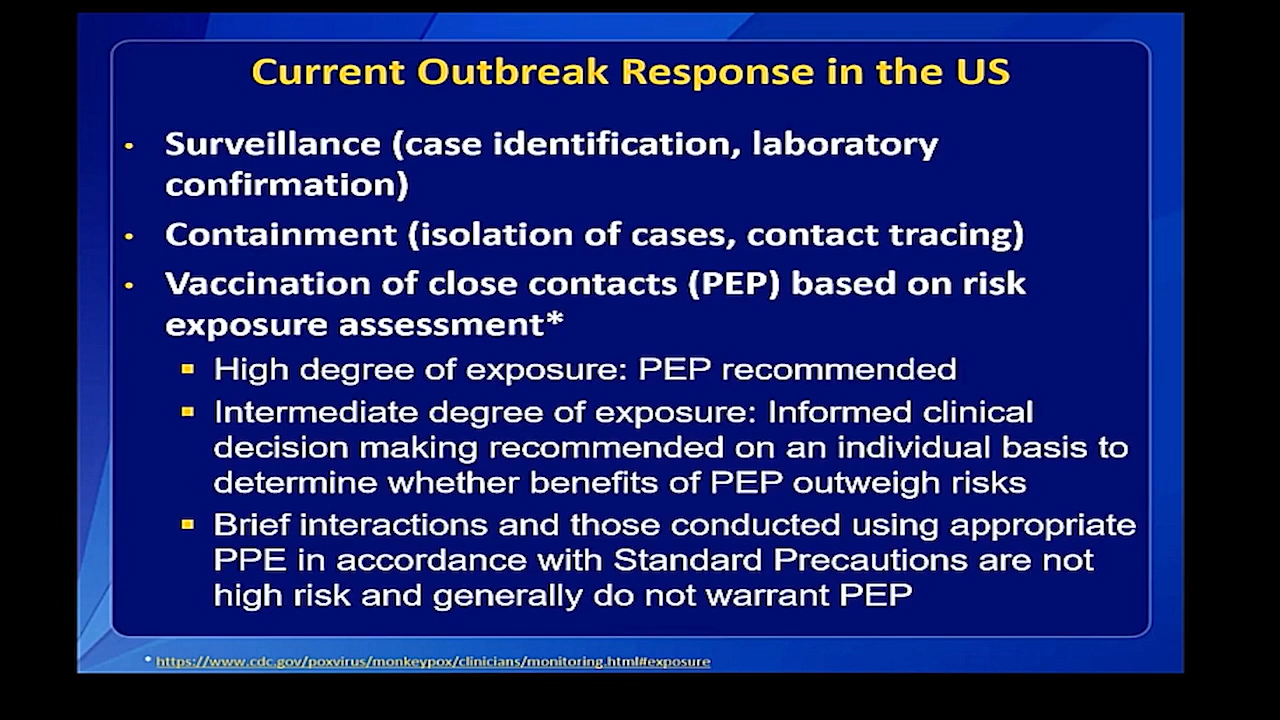 Current Outbreak Response in the US
• Surveillance (case identification, laboratory
confirmation)
• Containment (isolation of cases, contact tracing)
• Vaccination of close contacts (PEP) based on risk
exposure assessment*
▪ High degree of exposure: PEP recommended
▪ Intermediate degree of exposure: Informed clinical
decision making recommended on an individual basis to
determine whether benefits of PEP outweigh risks
▪ Brief interactions and those conducted using appropriate
PPE in accordance with Standard Precautions are not
high risk and generally do not warrant PEP
* https://www.cdc.gov/poxvirus/monkeypox/clinicians/monitoring.html#exposure